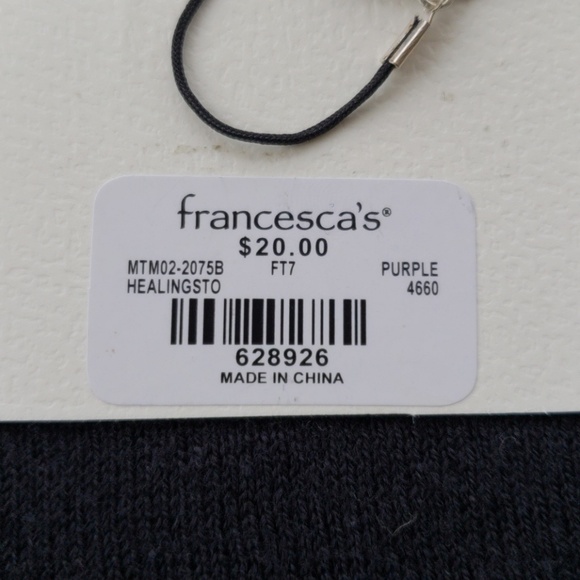 francesca's®
$20.00
MTM02-2075B FT7 PURPLE
HEALINGSTO 4660
628926
MADE IN CHINA